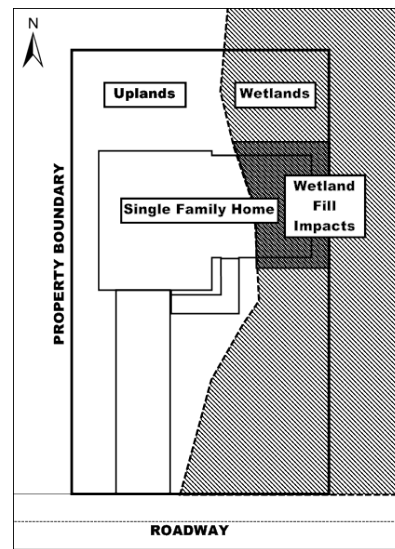 N
Uplands
Wetlands
Single Family Home
Wetland
Fill
Impacts
PROPERTY BOUNDARY
ROADWAY